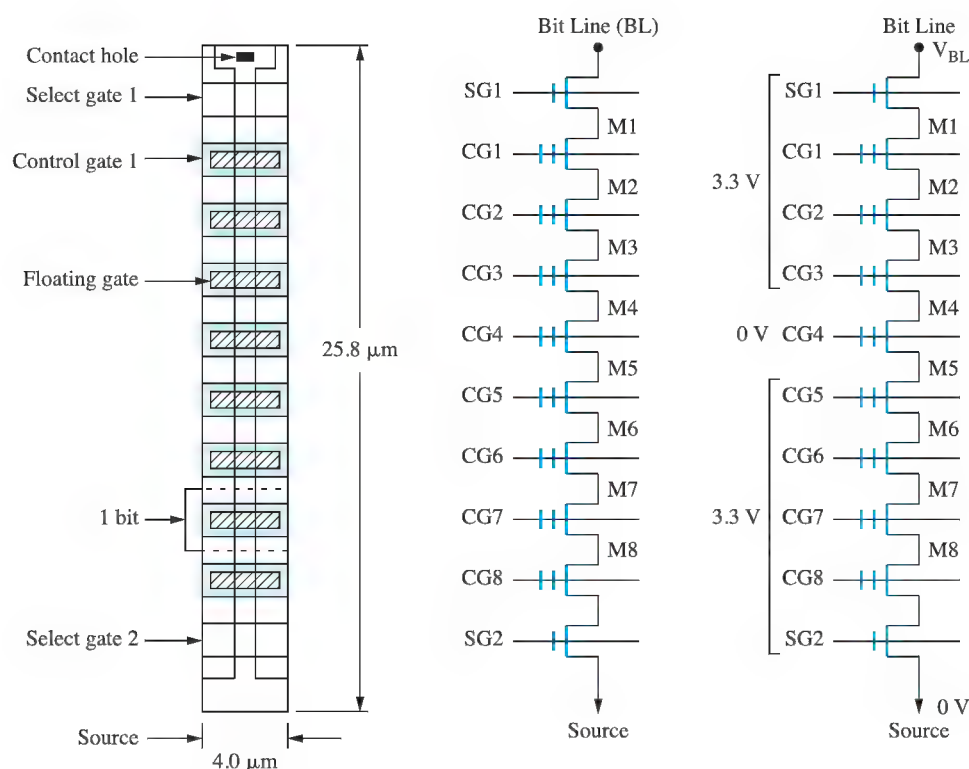 Contact hole
Select gate 1
Control gate 1
Floating gate
1 bit
Select gate 2
Source
4.0 μm
25.8 μm
Bit Line (BL)
SG1
M1
CG1
M2
CG2
M3
CG3
M4
CG4
M5
CG5
M6
CG6
M7
CG7
M8
CG8
SG2
Source
Bit Line
V_BL
SG1
M1
CG1
3.3 V
M2
CG2
M3
CG3
M4
0 V CG4
M5
CG5
M6
CG6
M7
3.3 V
CG7
M8
CG8
SG2
0 V
Source